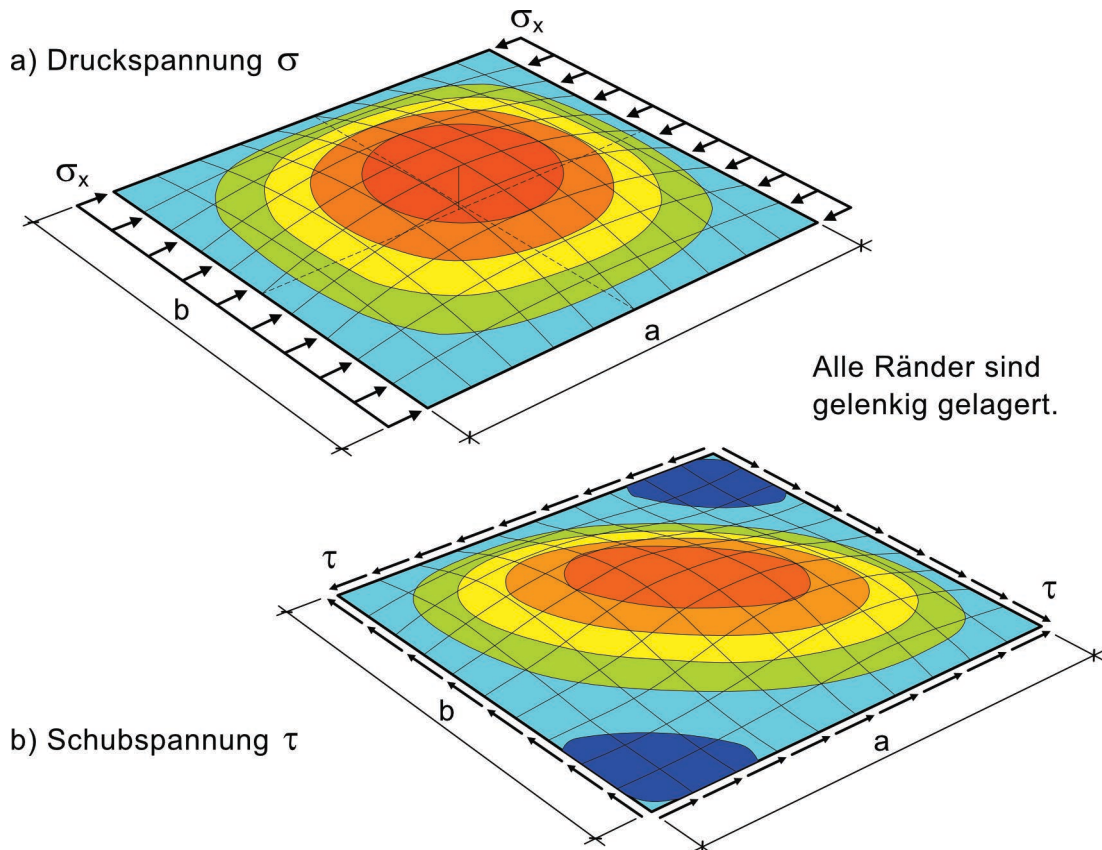 σx
a) Druckspannung σ
σx
b
a
Alle Ränder sind
gelenkig gelagert.
τ
τ
b
a
b) Schubspannung τ